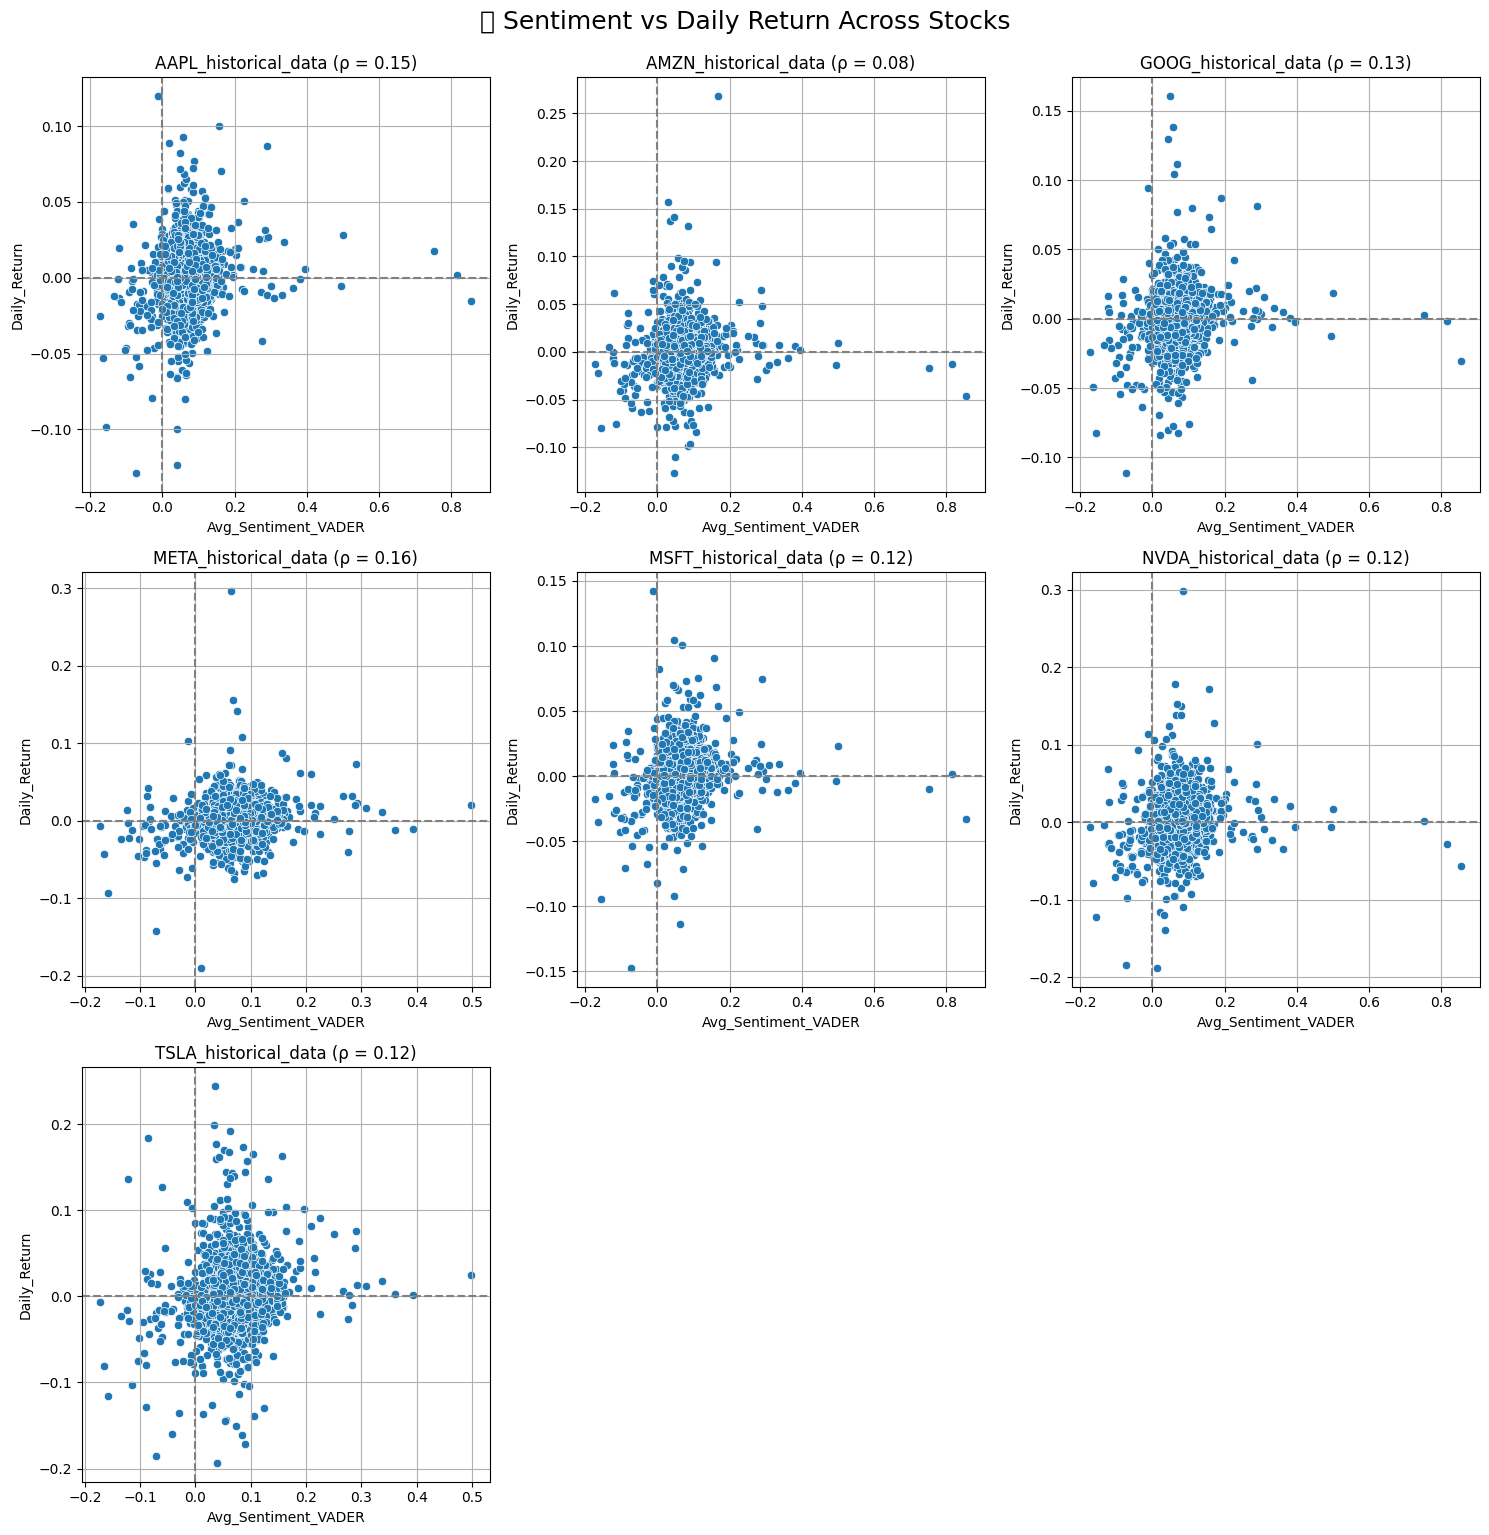 Sentiment vs Daily Return Across Stocks
AAPL_historical_data (ρ = 0.15)
Daily_Return
0.10
0.05
0.00
−0.05
−0.10
−0.2 0.0 0.2 0.4 0.6 0.8
Avg_Sentiment_VADER
AMZN_historical_data (ρ = 0.08)
Daily_Return
0.25
0.20
0.15
0.10
0.05
0.00
−0.05
−0.10
−0.2 0.0 0.2 0.4 0.6 0.8
Avg_Sentiment_VADER
GOOG_historical_data (ρ = 0.13)
Daily_Return
0.15
0.10
0.05
0.00
−0.05
−0.10
−0.2 0.0 0.2 0.4 0.6 0.8
Avg_Sentiment_VADER
META_historical_data (ρ = 0.16)
Daily_Return
0.3
0.2
0.1
0.0
−0.1
−0.2
−0.2 −0.1 0.0 0.1 0.2 0.3 0.4 0.5
Avg_Sentiment_VADER
MSFT_historical_data (ρ = 0.12)
Daily_Return
0.15
0.10
0.05
0.00
−0.05
−0.10
−0.15
−0.2 0.0 0.2 0.4 0.6 0.8
Avg_Sentiment_VADER
NVDA_historical_data (ρ = 0.12)
Daily_Return
0.3
0.2
0.1
0.0
−0.1
−0.2
−0.2 0.0 0.2 0.4 0.6 0.8
Avg_Sentiment_VADER
TSLA_historical_data (ρ = 0.12)
Daily_Return
0.2
0.1
0.0
−0.1
−0.2
−0.2 −0.1 0.0 0.1 0.2 0.3 0.4 0.5
Avg_Sentiment_VADER